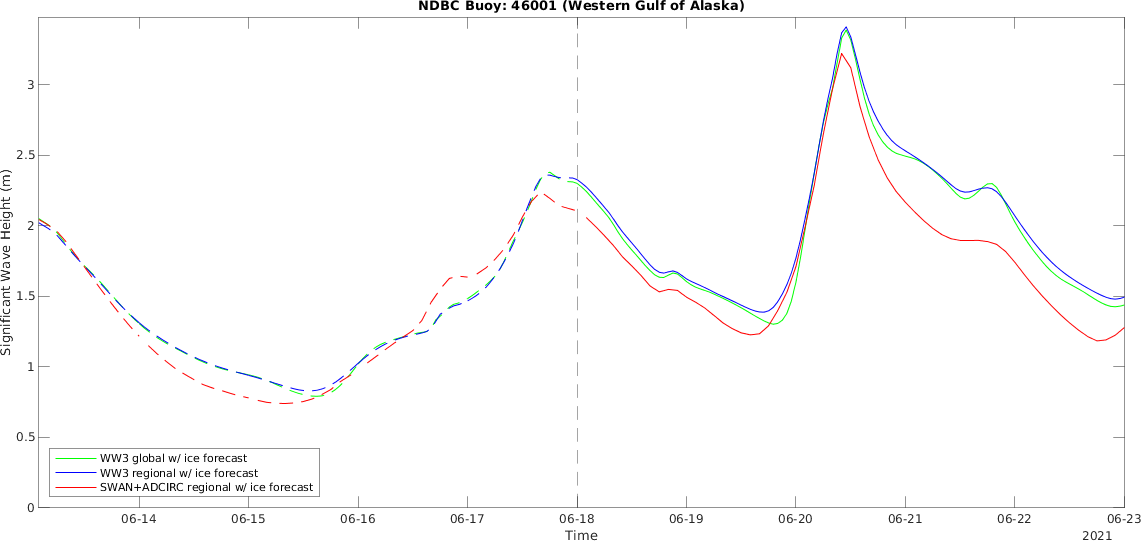 NDBC Buoy: 46001 (Western Gulf of Alaska)
Significant Wave Height (m)
3
2.5
2
1.5
1
0.5
0
WW3 global w/ ice forecast
WW3 regional w/ ice forecast
SWAN+ADCIRC regional w/ ice forecast
06-14 06-15 06-16 06-17 06-18 06-19 06-20 06-21 06-22 06-23
Time
2021